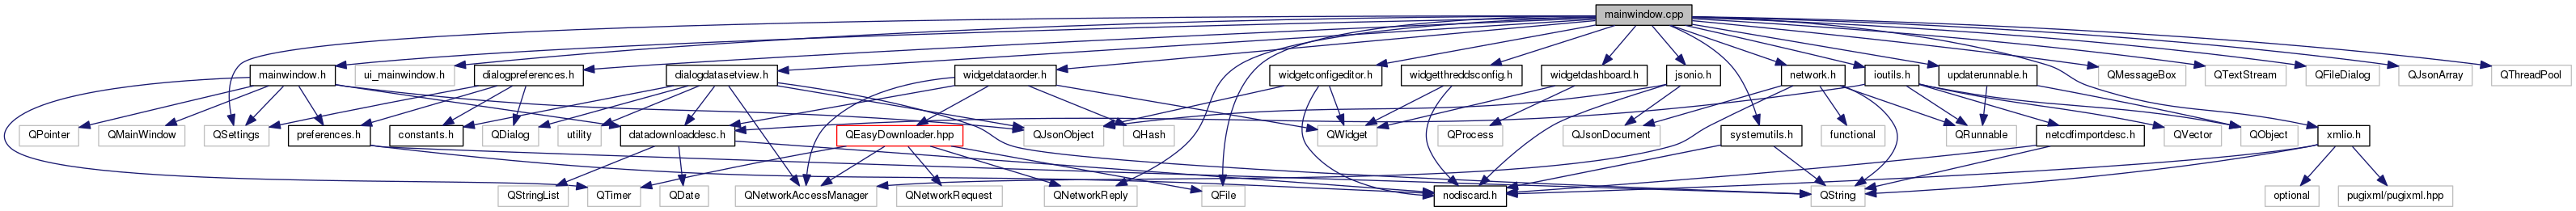 mainwindow.cpp
mainwindow.h
ui_mainwindow.h
dialogpreferences.h
dialogdatasetview.h
widgetdataorder.h
widgetconfigeditor.h
widgetthreddsconfig.h
widgetdashboard.h
jsonio.h
network.h
ioutils.h
updaterunnable.h
QMessageBox
QTextStream
QFileDialog
QJsonArray
QThreadPool
QPointer
QMainWindow
QSettings
preferences.h
constants.h
QDialog
utility
datadownloaddesc.h
QEasyDownloader.hpp
QJsonObject
QHash
QWidget
QProcess
QJsonDocument
systemutils.h
functional
QRunnable
netcdfimportdesc.h
QVector
QObject
xmlio.h
QStringList
QTimer
QDate
QNetworkAccessManager
QNetworkRequest
QNetworkReply
QFile
nodiscard.h
QString
optional
pugixml/pugixml.hpp